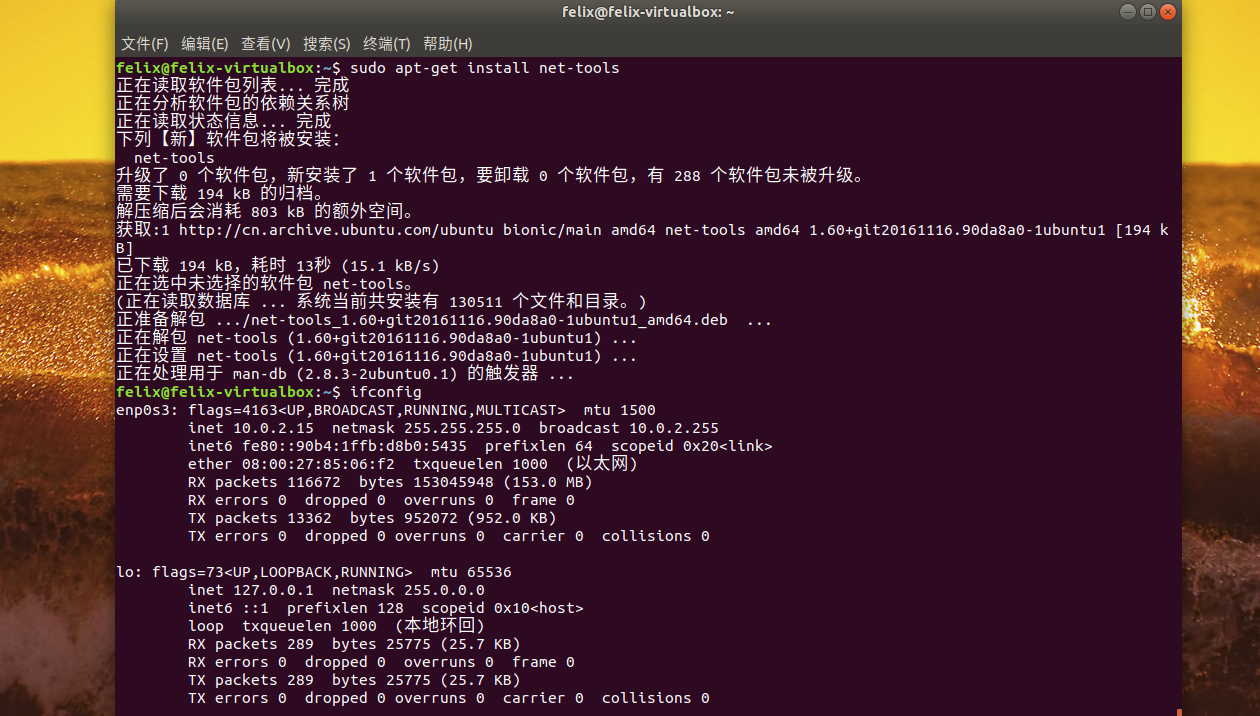 felix@felix-virtualbox: ~
文件(F) 编辑(E) 查看(V) 搜索(S) 终端(T) 帮助(H)
felix@felix-virtualbox:~$ sudo apt-get install net-tools
正在读取软件包列表... 完成
正在分析软件包的依赖关系树
正在读取状态信息... 完成
下列【新】软件包将被安装：
  net-tools
升级了 0 个软件包，新安装了 1 个软件包，要卸载 0 个软件包，有 288 个软件包未被升级。
需要下载 194 kB 的归档。
解压缩后会消耗 803 kB 的额外空间。
获取:1 http://cn.archive.ubuntu.com/ubuntu bionic/main amd64 net-tools amd64 1.60+git20161116.90da8a0-1ubuntu1 [194 k
B]
已下载 194 kB，耗时 13秒 (15.1 kB/s)
正在选中未选择的软件包 net-tools。
(正在读取数据库 ... 系统当前共安装有 130511 个文件和目录。)
正准备解包 .../net-tools_1.60+git20161116.90da8a0-1ubuntu1_amd64.deb  ...
正在解包 net-tools (1.60+git20161116.90da8a0-1ubuntu1) ...
正在设置 net-tools (1.60+git20161116.90da8a0-1ubuntu1) ...
正在处理用于 man-db (2.8.3-2ubuntu0.1) 的触发器 ...
felix@felix-virtualbox:~$ ifconfig
enp0s3: flags=4163<UP,BROADCAST,RUNNING,MULTICAST>  mtu 1500
        inet 10.0.2.15  netmask 255.255.255.0  broadcast 10.0.2.255
        inet6 fe80::90b4:1ffb:d8b0:5435  prefixlen 64  scopeid 0x20<link>
        ether 08:00:27:85:06:f2  txqueuelen 1000  (以太网)
        RX packets 116672  bytes 153045948 (153.0 MB)
        RX errors 0  dropped 0  overruns 0  frame 0
        TX packets 13362  bytes 952072 (952.0 KB)
        TX errors 0  dropped 0 overruns 0  carrier 0  collisions 0

lo: flags=73<UP,LOOPBACK,RUNNING>  mtu 65536
        inet 127.0.0.1  netmask 255.0.0.0
        inet6 ::1  prefixlen 128  scopeid 0x10<host>
        loop  txqueuelen 1000  (本地环回)
        RX packets 289  bytes 25775 (25.7 KB)
        RX errors 0  dropped 0  overruns 0  frame 0
        TX packets 289  bytes 25775 (25.7 KB)
        TX errors 0  dropped 0 overruns 0  carrier 0  collisions 0